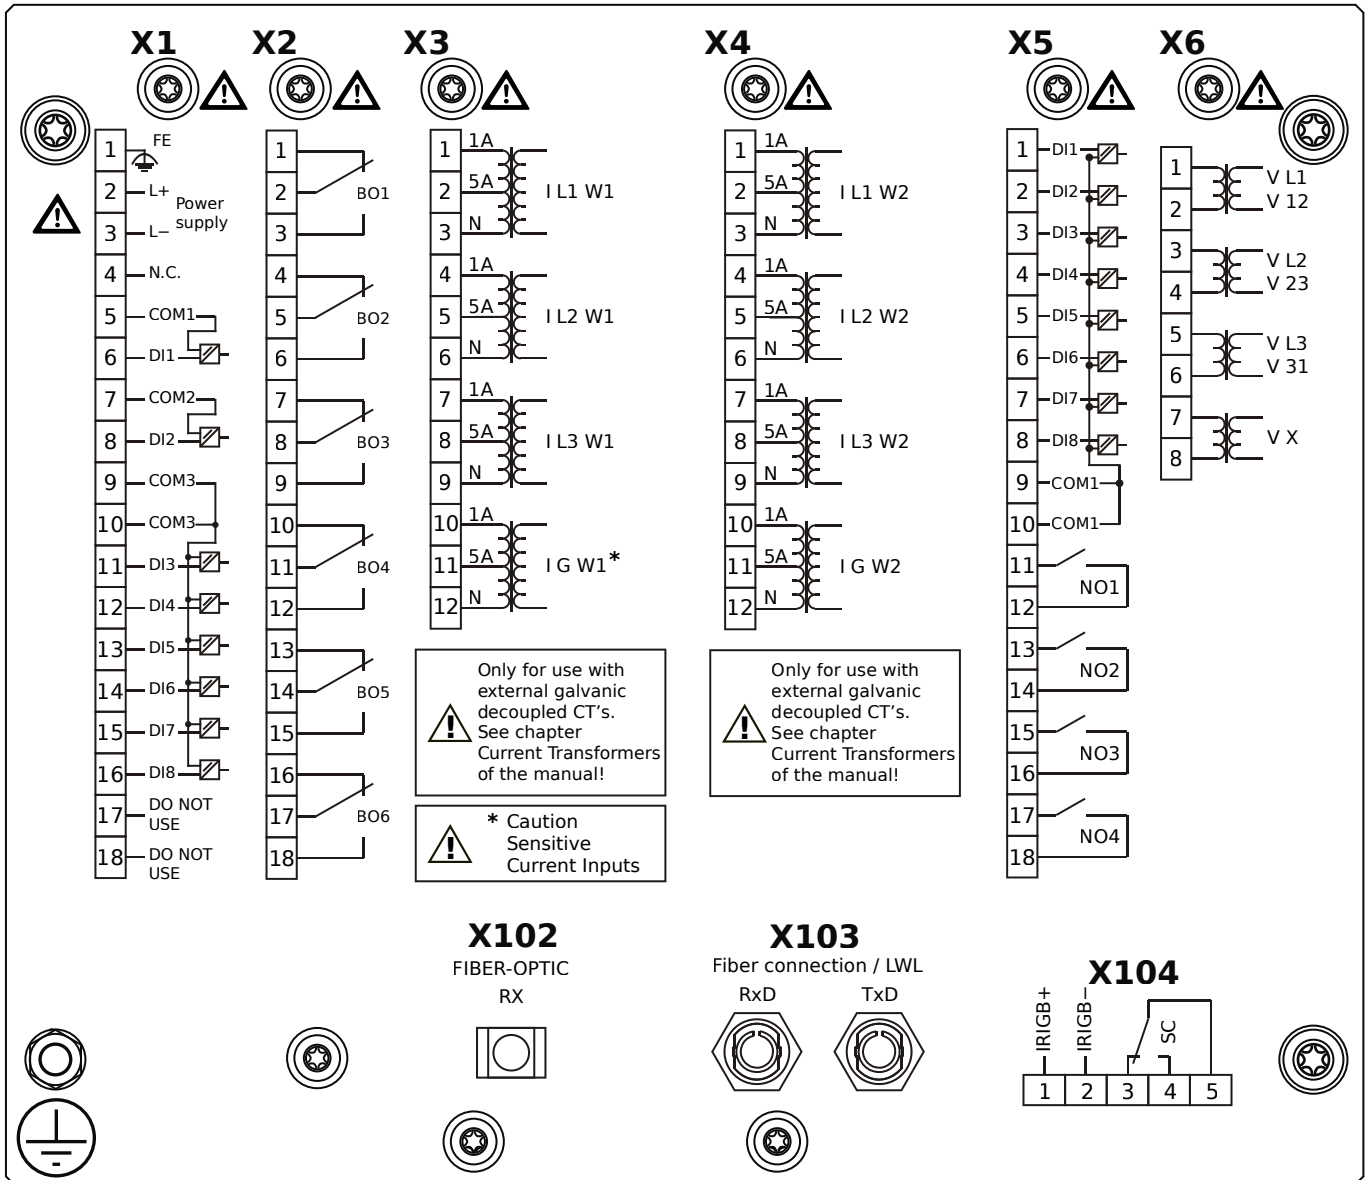 X1 X2 X3 X4 X5 X6
1 FE
2 L+
Power
supply
3 L−
4 N.C.
5 COM1
6 DI1
7 COM2
8 DI2
9 COM3
10 COM3
11 DI3
12 DI4
13 DI5
14 DI6
15 DI7
16 DI8
17 DO NOT
USE
18 DO NOT
USE
1
2 BO1
3
4
5 BO2
6
7
8 BO3
9
10
11 BO4
12
13
14 BO5
15
16
17 BO6
18
1 1A
2 5A I L1 W1
3 N
4 1A
5 5A I L2 W1
6 N
7 1A
8 5A I L3 W1
9 N
10 1A
11 5A I G W1*
12 N
Only for use with
external galvanic
decoupled CT's.
See chapter
Current Transformers
of the manual!
* Caution
Sensitive
Current Inputs
1 1A
2 5A I L1 W2
3 N
4 1A
5 5A I L2 W2
6 N
7 1A
8 5A I L3 W2
9 N
10 1A
11 5A I G W2
12 N
Only for use with
external galvanic
decoupled CT's.
See chapter
Current Transformers
of the manual!
1 DI1
2 DI2
3 DI3
4 DI4
5 DI5
6 DI6
7 DI7
8 DI8
9 COM1
10 COM1
11
NO1
12
13
NO2
14
15
NO3
16
17
NO4
18
1 V L1
2 V 12
3 V L2
4 V 23
5 V L3
6 V 31
7
V X
8
X102
FIBER-OPTIC
RX
X103
Fiber connection / LWL
RxD TxD
X104
IRIGB+ IRIGB− SC
1 2 3 4 5